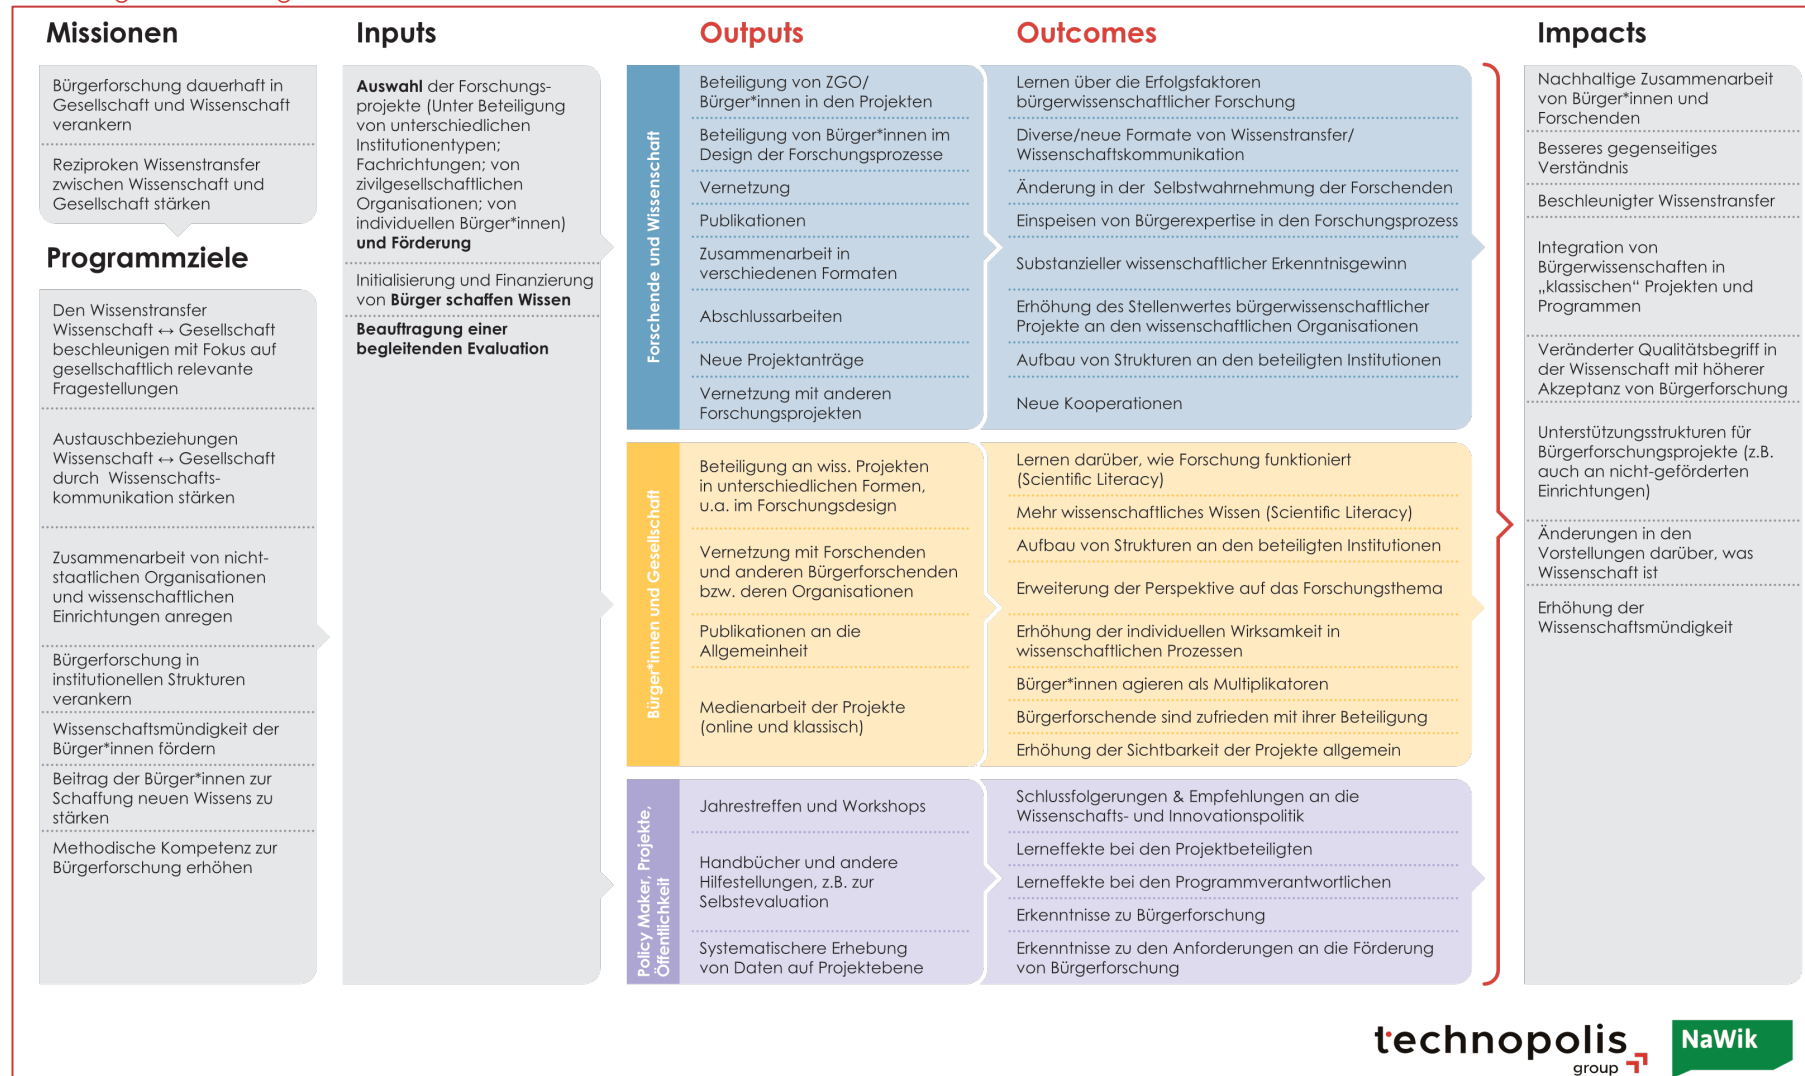 Missionen
Bürgerforschung dauerhaft in
Gesellschaft und Wissenschaft
verankern
Reziproken Wissenstransfer
zwischen Wissenschaft und
Gesellschaft stärken
Programmziele
Den Wissenstransfer
Wissenschaft ↔ Gesellschaft
beschleunigen mit Fokus auf
gesellschaftlich relevante
Fragestellungen
Austauschbeziehungen
Wissenschaft ↔ Gesellschaft
durch Wissenschafts-
kommunikation stärken
Zusammenarbeit von nicht-
staatlichen Organisationen
und wissenschaftlichen
Einrichtungen anregen
Bürgerforschung in
institutionellen Strukturen
verankern
Wissenschaftsmündigkeit der
Bürger*innen fördern
Beitrag der Bürger*innen zur
Schaffung neuen Wissens zu
stärken
Methodische Kompetenz zur
Bürgerforschung erhöhen
Inputs
Auswahl der Forschungs-
projekte (Unter Beteiligung
von unterschiedlichen
Institutionentypen;
Fachrichtungen; von
zivilgesellschaftlichen
Organisationen; von
individuellen Bürger*innen)
und Förderung
Initialisierung und Finanzierung
von Bürger schaffen Wissen
Beauftragung einer
begleitenden Evaluation
Outputs
Outcomes
Forschende und Wissenschaft
Beteiligung von ZGO/
Bürger*innen in den Projekten
Beteiligung von Bürger*innen im
Design der Forschungsprozesse
Vernetzung
Publikationen
Zusammenarbeit in
verschiedenen Formaten
Abschlussarbeiten
Neue Projektanträge
Vernetzung mit anderen
Forschungsprojekten
Lernen über die Erfolgsfaktoren
bürgerwissenschaftlicher Forschung
Diverse/neue Formate von Wissenstransfer/
Wissenschaftskommunikation
Änderung in der Selbstwahrnehmung der Forschenden
Einspeisen von Bürgerexpertise in den Forschungsprozess
Substanzieller wissenschaftlicher Erkenntnisgewinn
Erhöhung des Stellenwertes bürgerwissenschaftlicher
Projekte an den wissenschaftlichen Organisationen
Aufbau von Strukturen an den beteiligten Institutionen
Neue Kooperationen
Bürger*innen und Gesellschaft
Beteiligung an wiss. Projekten
in unterschiedlichen Formen,
u.a. im Forschungsdesign
Vernetzung mit Forschenden
und anderen Bürgerforschenden
bzw. deren Organisationen
Publikationen an die
Allgemeinheit
Medienarbeit der Projekte
(online und klassisch)
Lernen darüber, wie Forschung funktioniert
(Scientific Literacy)
Mehr wissenschaftliches Wissen (Scientific Literacy)
Aufbau von Strukturen an den beteiligten Institutionen
Erweiterung der Perspektive auf das Forschungsthema
Erhöhung der individuellen Wirksamkeit in
wissenschaftlichen Prozessen
Bürger*innen agieren als Multiplikatoren
Bürgerforschende sind zufrieden mit ihrer Beteiligung
Erhöhung der Sichtbarkeit der Projekte allgemein
Policy Maker, Projekte,
Öffentlichkeit
Jahrestreffen und Workshops
Handbücher und andere
Hilfestellungen, z.B. zur
Selbstevaluation
Systematischere Erhebung
von Daten auf Projektebene
Schlussfolgerungen & Empfehlungen an die
Wissenschafts- und Innovationspolitik
Lerneffekte bei den Projektbeteiligten
Lerneffekte bei den Programmverantwortlichen
Erkenntnisse zu Bürgerforschung
Erkenntnisse zu den Anforderungen an die Förderung
von Bürgerforschung
Impacts
Nachhaltige Zusammenarbeit
von Bürger*innen und
Forschenden
Besseres gegenseitiges
Verständnis
Beschleunigter Wissenstransfer
Integration von
Bürgerwissenschaften in
„klassischen“ Projekten und
Programmen
Veränderter Qualitätsbegriff in
der Wissenschaft mit höherer
Akzeptanz von Bürgerforschung
Unterstützungsstrukturen für
Bürgerforschungsprojekte (z.B.
auch an nicht-geförderten
Einrichtungen)
Änderungen in den
Vorstellungen darüber, was
Wissenschaft ist
Erhöhung der
Wissenschaftsmündigkeit
technopolis
group
NaWik